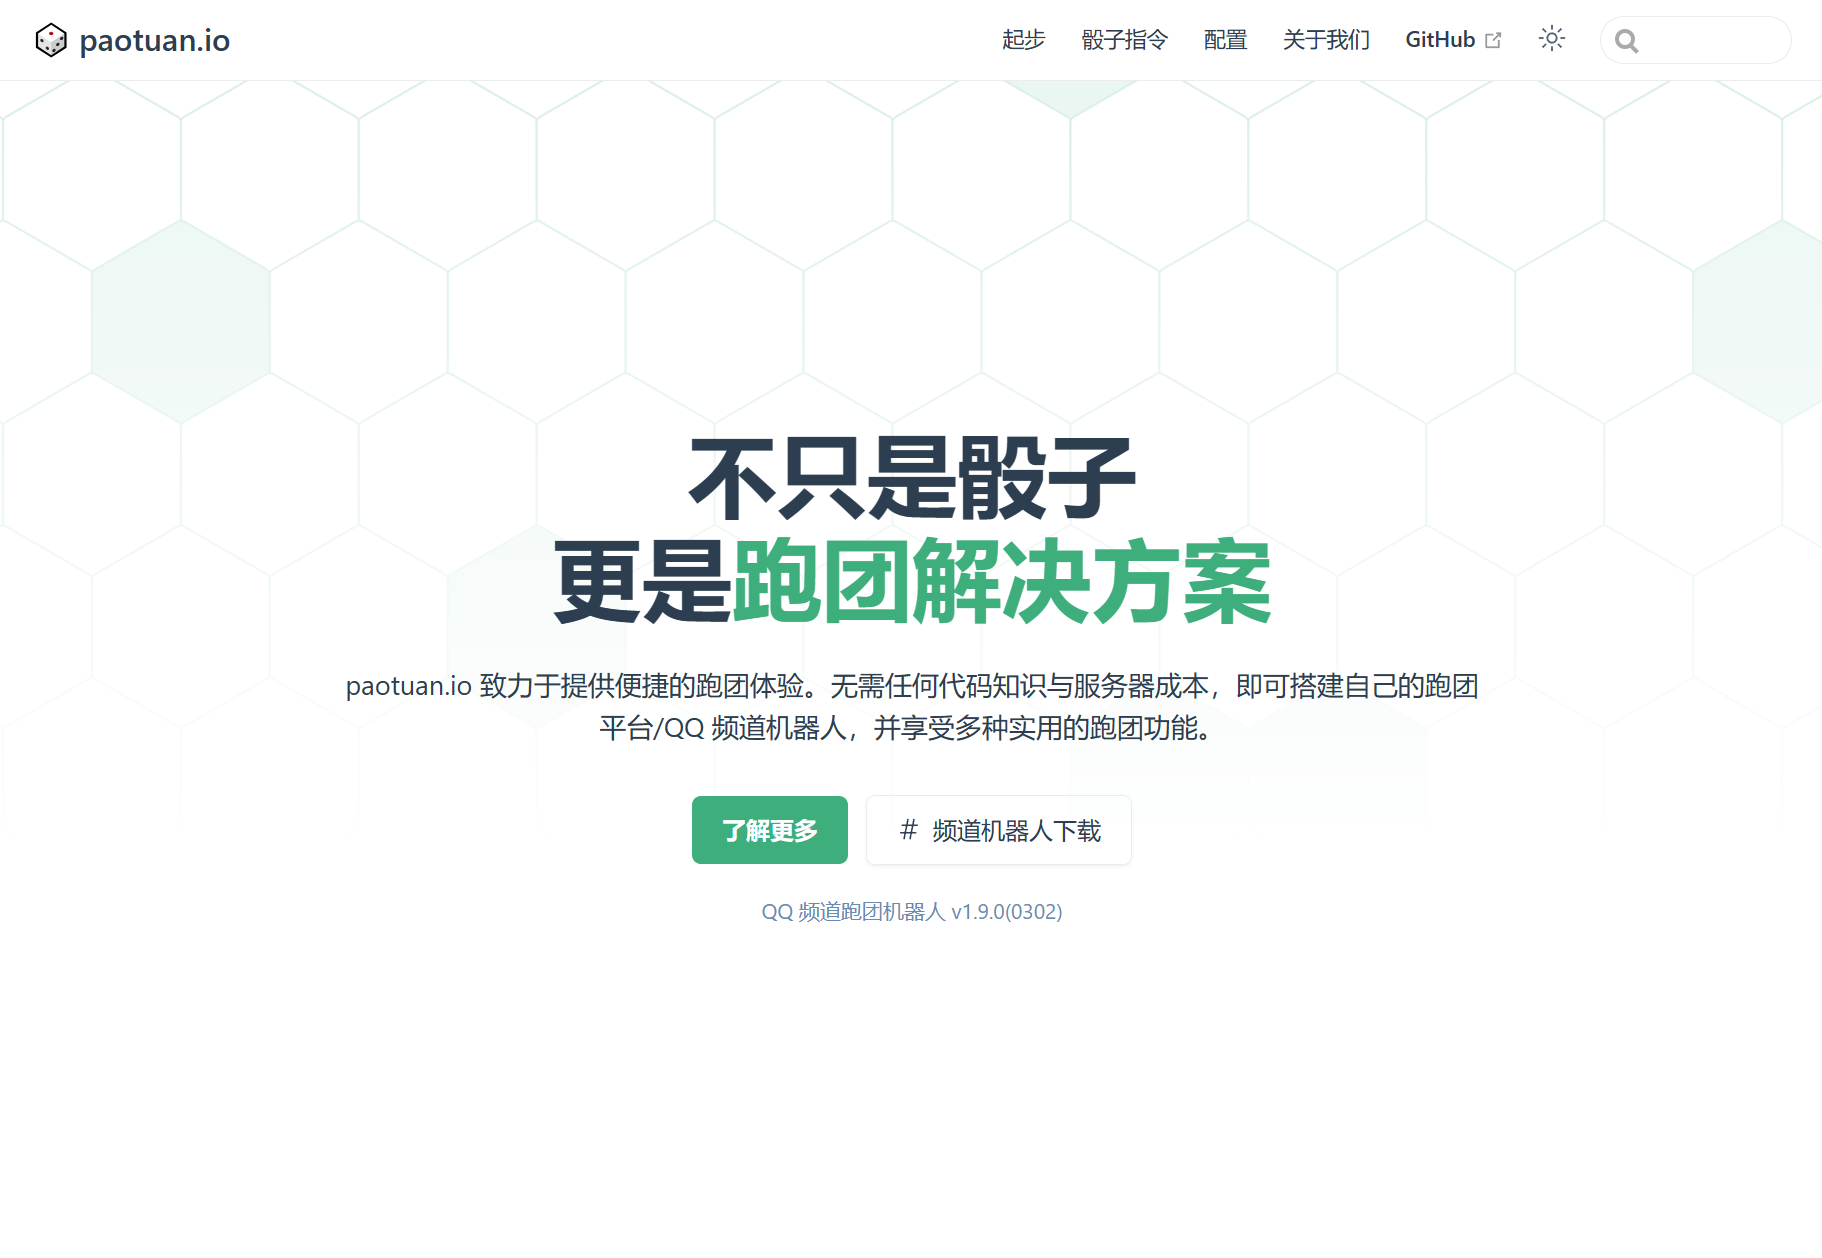 paotuan.io
起步 骰子指令 配置 关于我们 GitHub
不只是骰子
更是跑团解决方案
paotuan.io 致力于提供便捷的跑团体验。无需任何代码知识与服务器成本，即可搭建自己的跑团
平台/QQ 频道机器人，并享受多种实用的跑团功能。
了解更多 # 频道机器人下载
QQ 频道跑团机器人 v1.9.0(0302)